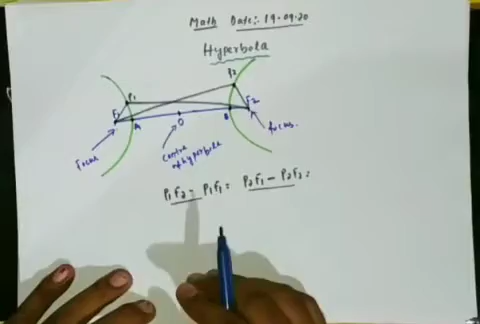 Math Date:- 19.09.20
Hyperbola
P2
P1
F1
F2
A
O
B
Focus
Centre
of hyperbola
focus.
P1F2 - P1F1 = P2F1 - P2F2 =